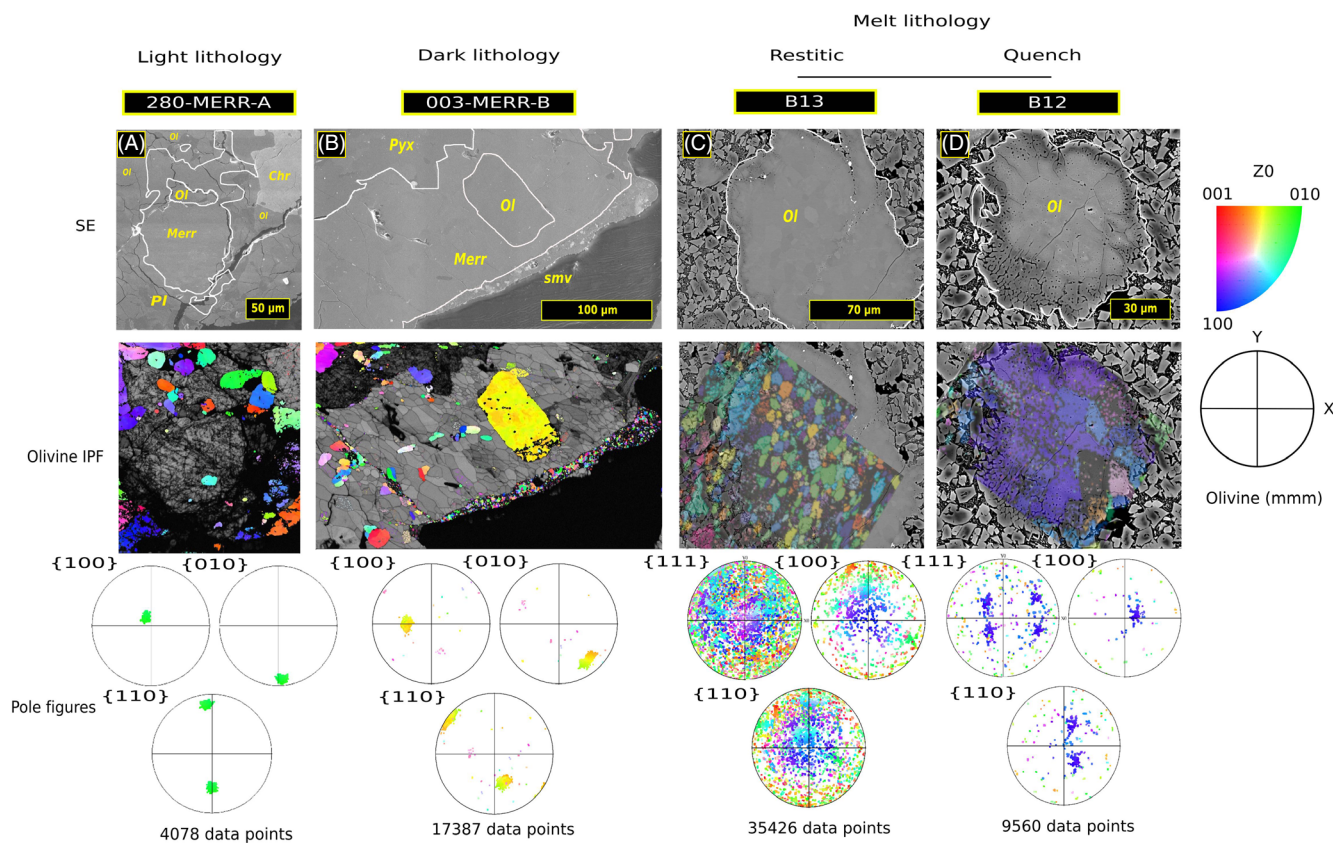 Melt lithology
Light lithology
Dark lithology
Restitic
Quench
280-MERR-A
003-MERR-B
B13
B12
(A)
Ol
Ol
Ol
Chr
Ol
Merr
Pl
50 µm
(B)
Pyx
Ol
Merr
smv
100 µm
(C)
Ol
70 µm
(D)
Ol
30 µm
SE
Z0
001
010
100
Y
X
Olivine (mmm)
Olivine IPF
{100}
{010}
{100}
{010}
{111}
{100}
{111}
{100}
{110}
{110}
{110}
{110}
Pole figures
4078 data points
17387 data points
35426 data points
9560 data points